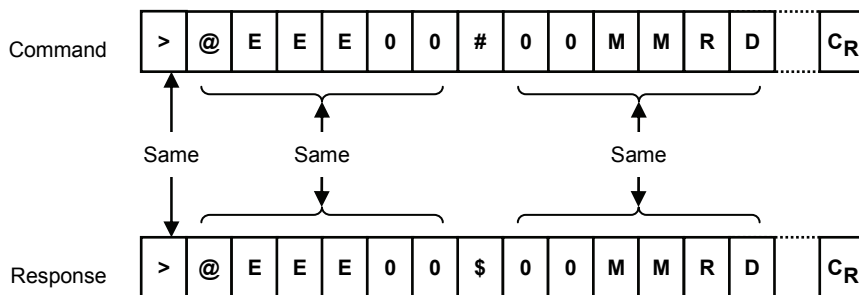 Command > @ E E E 0 0 # 0 0 M M R D CR
Same Same Same
Response > @ E E E 0 0 $ 0 0 M M R D CR